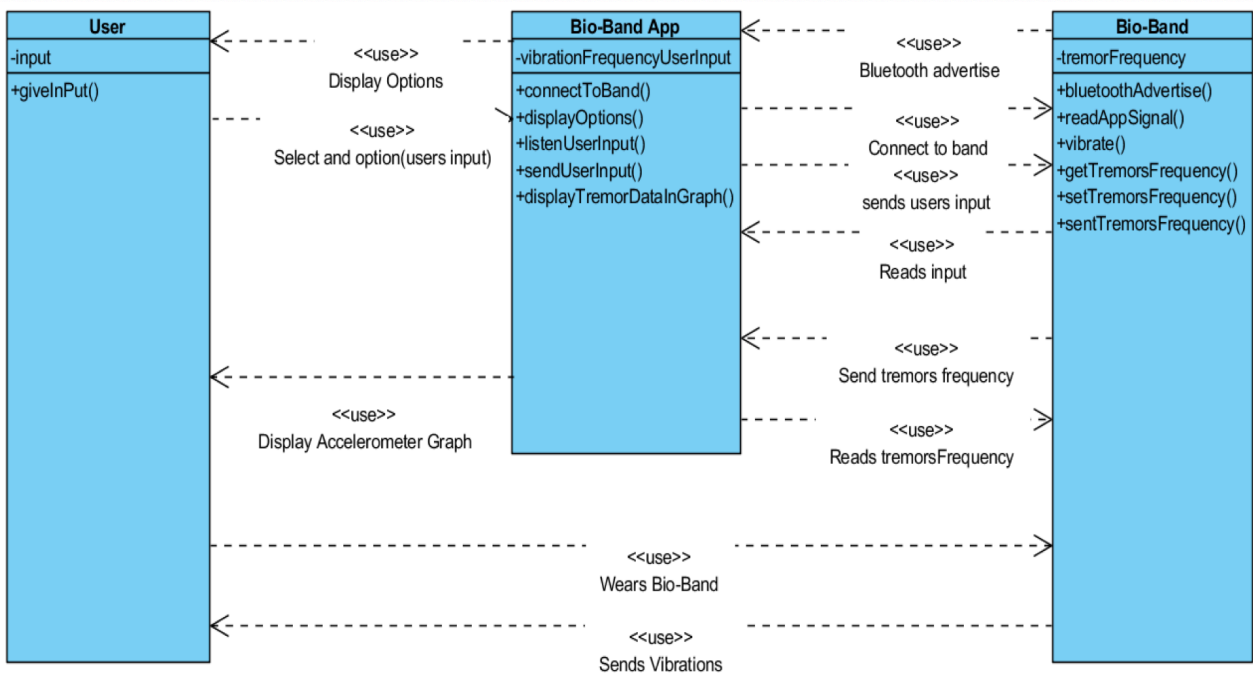 User
-input
+giveInPut()
<<use>>
Display Options
<<use>>
Select and option(users input)
<<use>>
Display Accelerometer Graph
Bio-Band App
-vibrationFrequencyUserInput
+connectToBand()
+displayOptions()
+listenUserInput()
+sendUserInput()
+displayTremorDataInGraph()
<<use>>
Bluetooth advertise
<<use>>
Connect to band
<<use>>
sends users input
<<use>>
Reads input
<<use>>
Send tremors frequency
<<use>>
Reads tremorsFrequency
Bio-Band
-tremorFrequency
+bluetoothAdvertise()
+readAppSignal()
+vibrate()
+getTremorsFrequency()
+setTremorsFrequency()
+sentTremorsFrequency()
<<use>>
Wears Bio-Band
<<use>>
Sends Vibrations